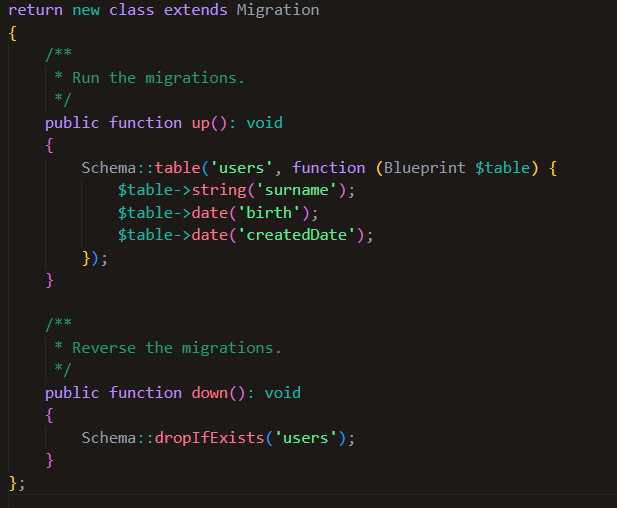 return new class extends Migration
{
    /**
     * Run the migrations.
     */
    public function up(): void
    {
        Schema::table('users', function (Blueprint $table) {
            $table->string('surname');
            $table->date('birth');
            $table->date('createdDate');
        });
    }

    /**
     * Reverse the migrations.
     */
    public function down(): void
    {
        Schema::dropIfExists('users');
    }
};